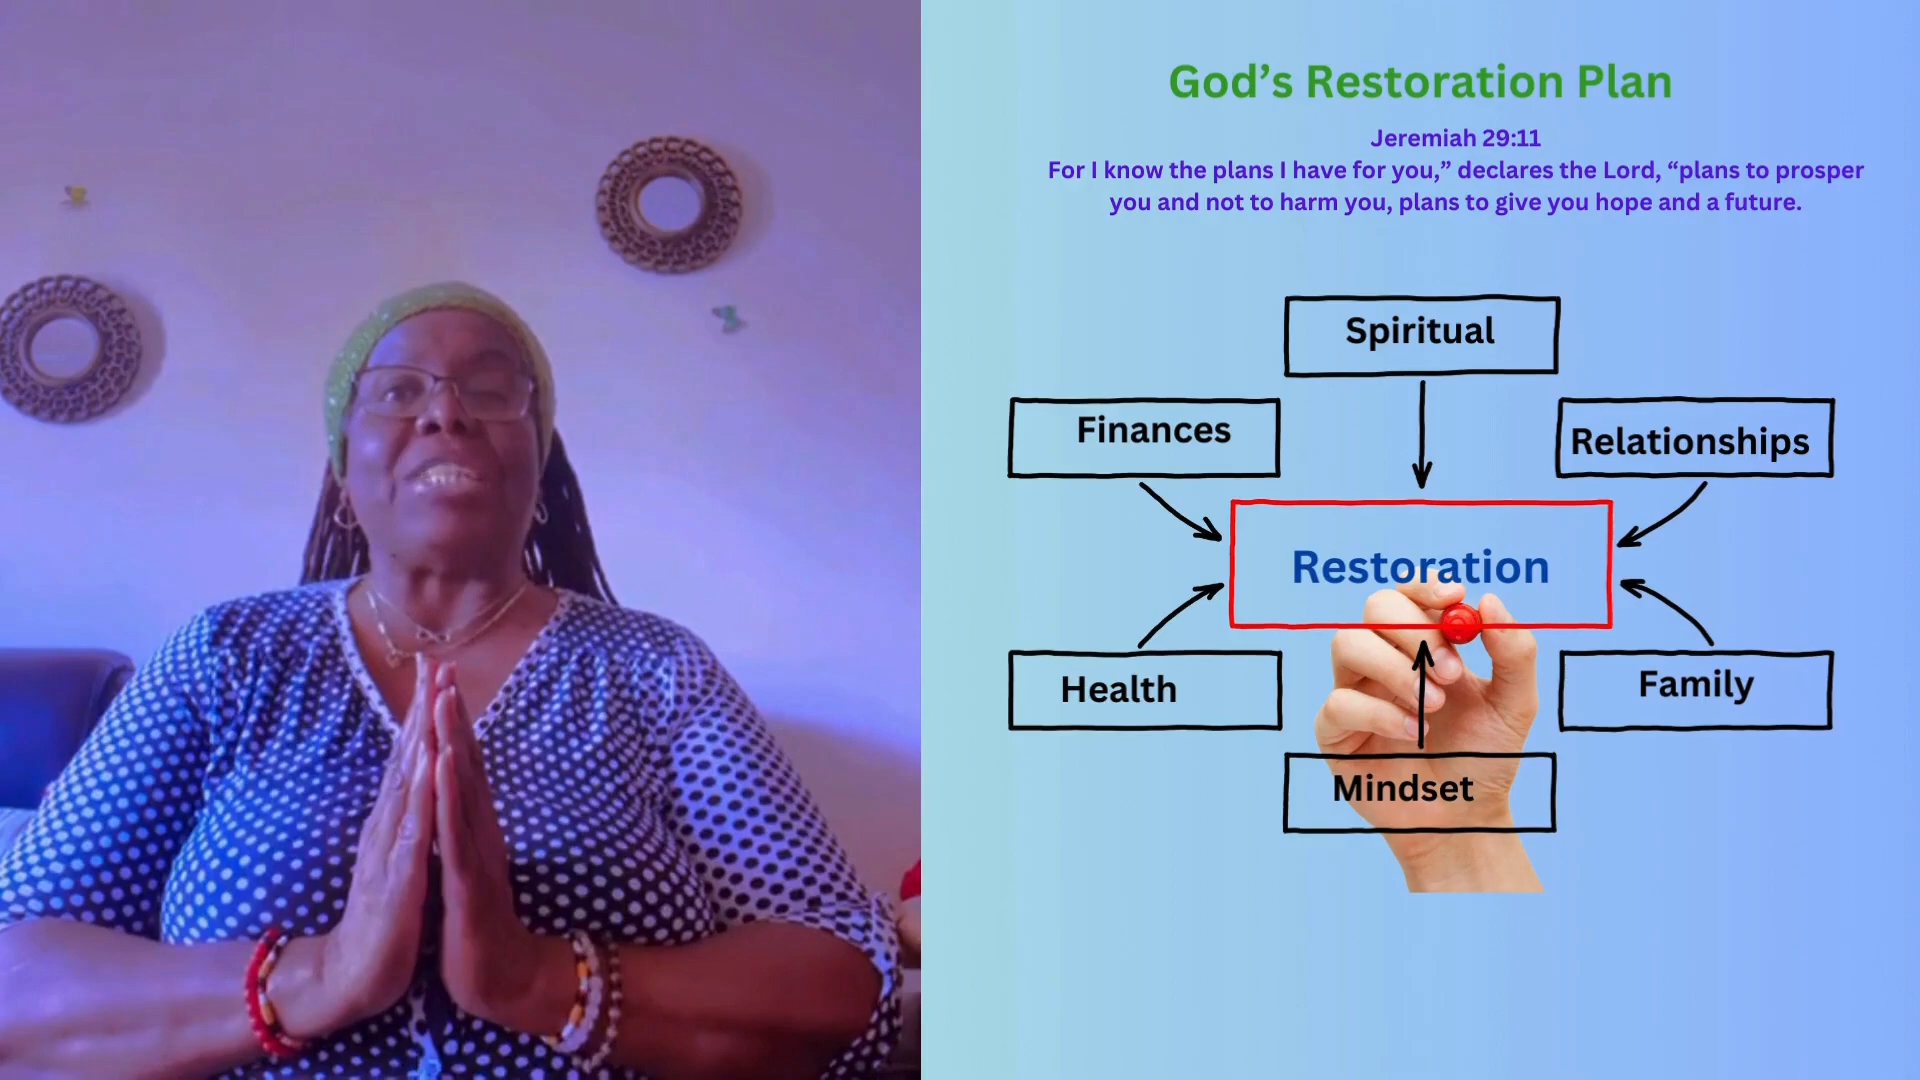 God’s Restoration Plan
Jeremiah 29:11
For I know the plans I have for you,” declares the Lord, “plans to prosper
you and not to harm you, plans to give you hope and a future.
Spiritual
Finances
Relationships
Restoration
Health
Family
Mindset